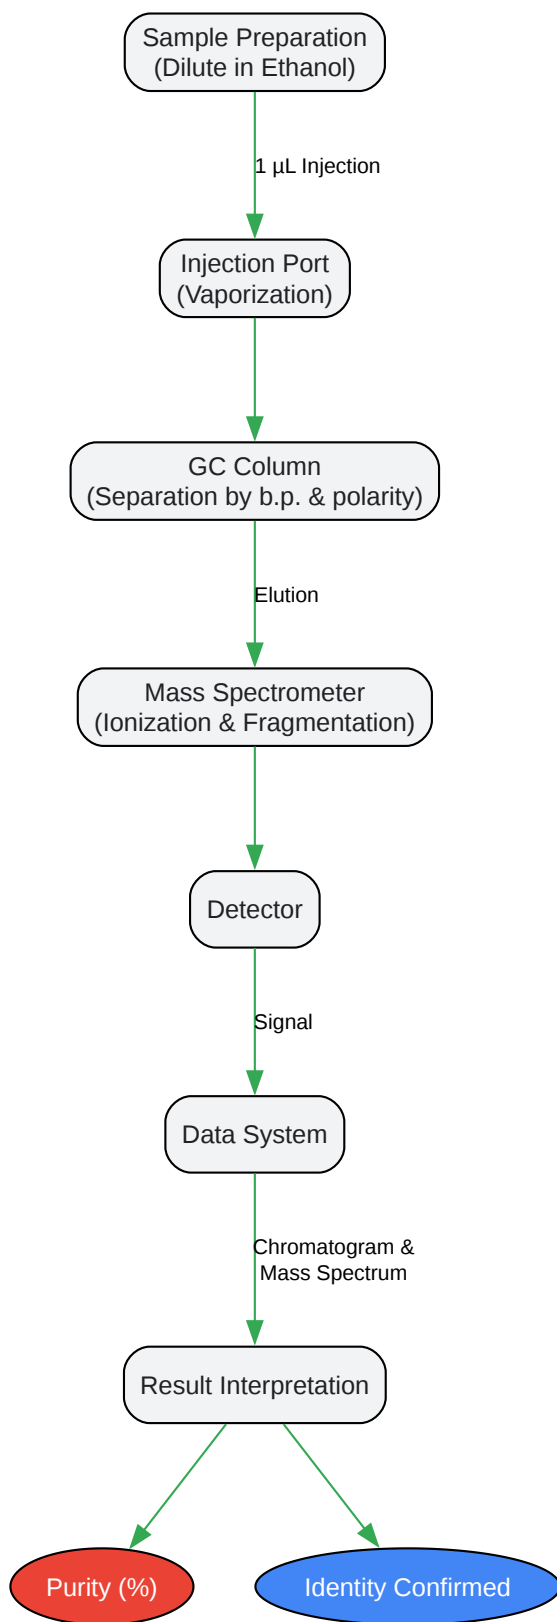 Sample Preparation
(Dilute in Ethanol)
1 µL Injection
Injection Port
(Vaporization)
GC Column
(Separation by b.p. & polarity)
Elution
Mass Spectrometer
(Ionization & Fragmentation)
Detector
Signal
Data System
Chromatogram &
Mass Spectrum
Result Interpretation
Purity (%)
Identity Confirmed